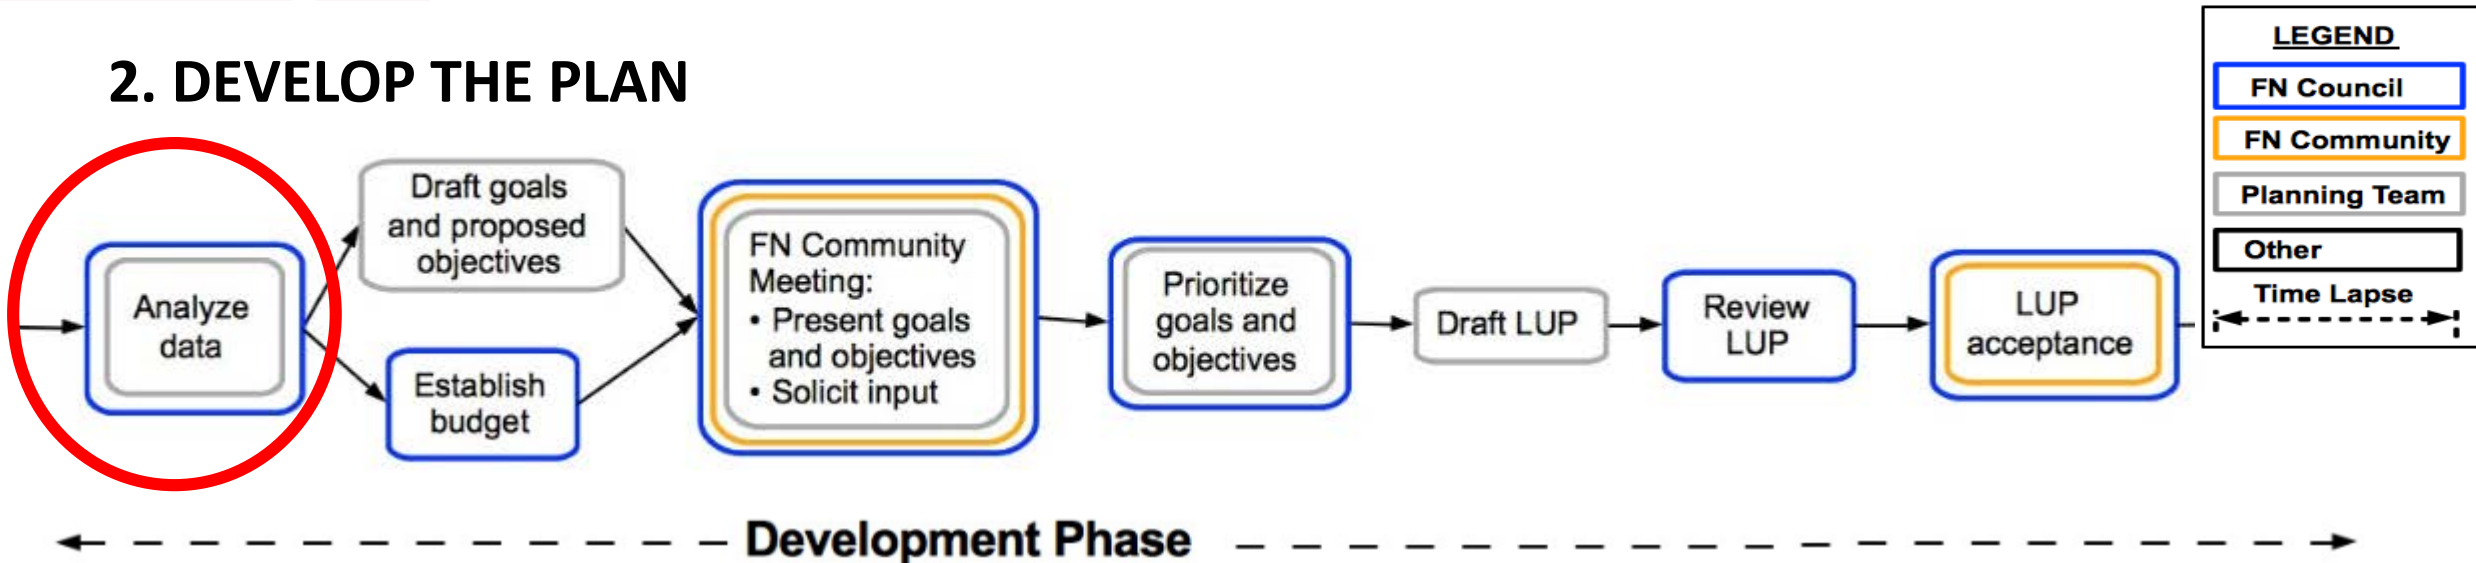 2. DEVELOP THE PLAN
LEGEND
FN Council
FN Community
Planning Team
Other
Time Lapse
Analyze
data
Draft goals
and proposed
objectives
Establish
budget
FN Community
Meeting:
• Present goals
and objectives
• Solicit input
Prioritize
goals and
objectives
Draft LUP
Review
LUP
LUP
acceptance
Development Phase